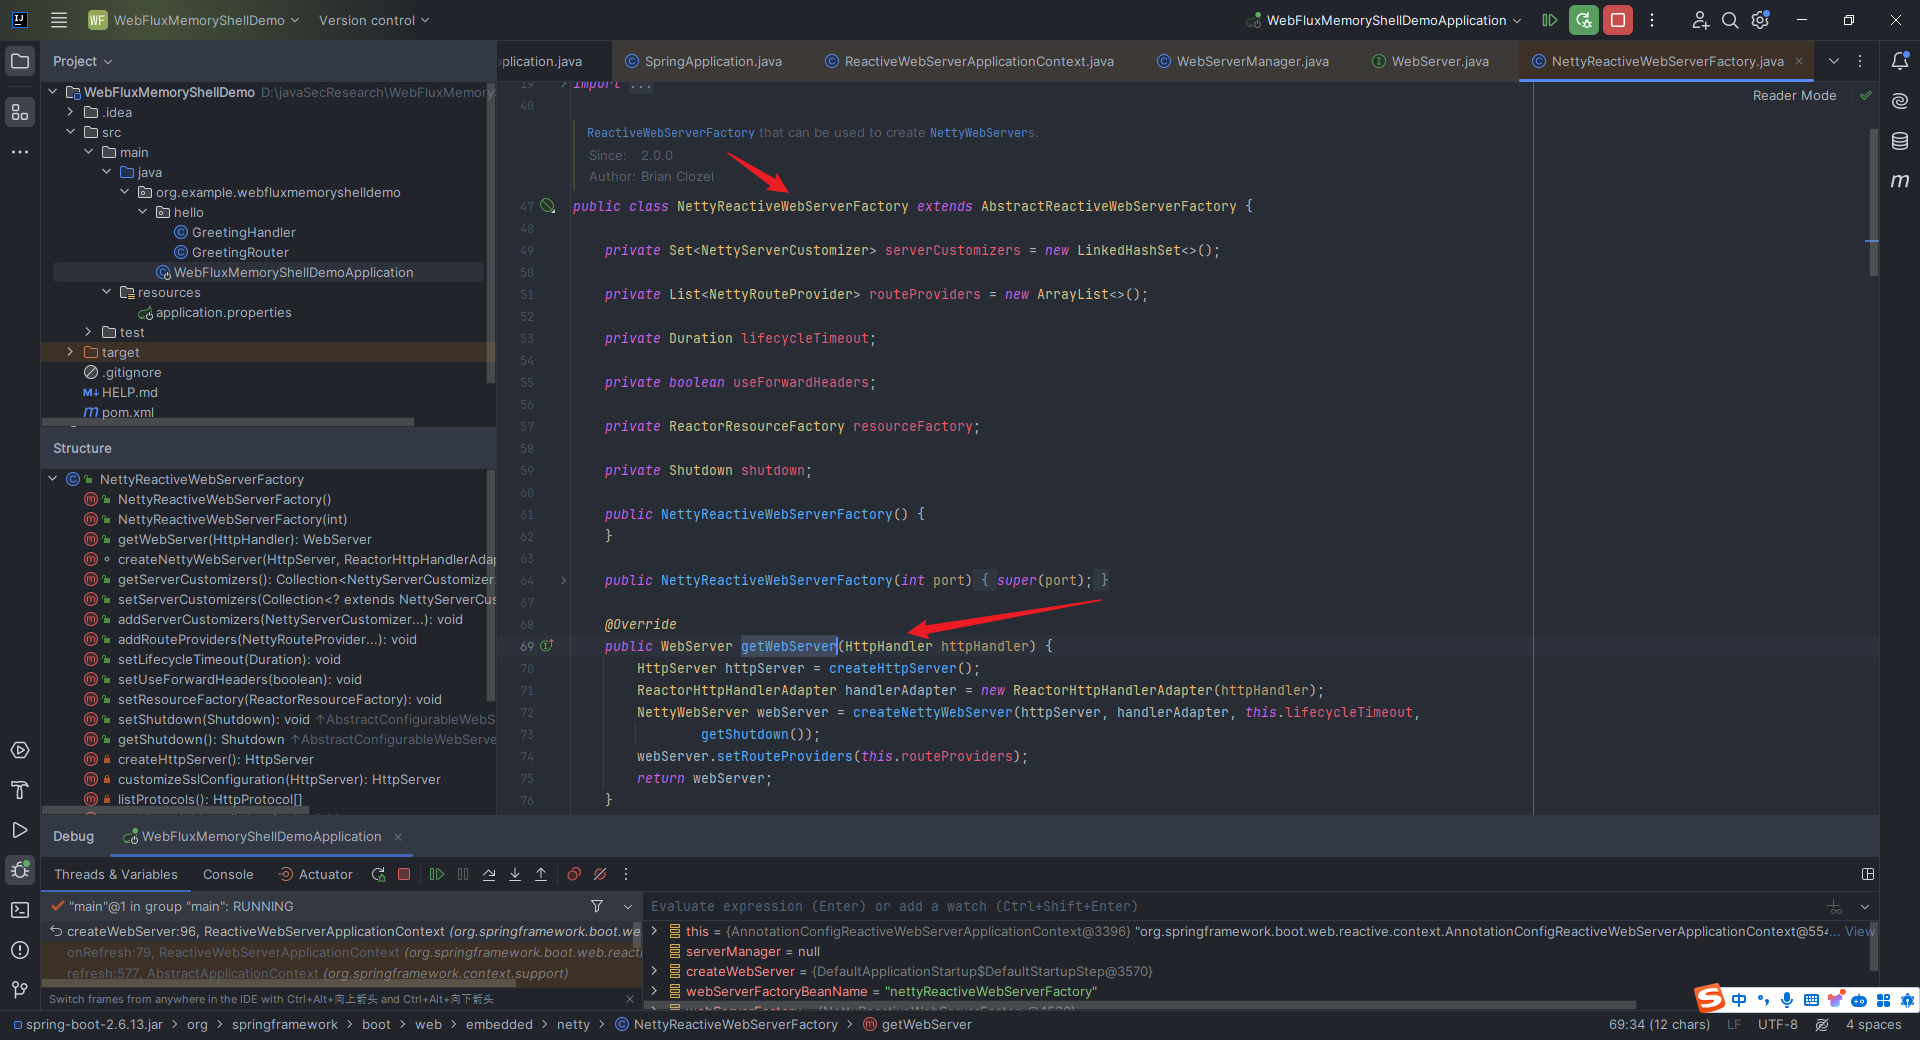 WF WebFluxMemoryShellDemo Version control WebFluxMemoryShellDemoApplication
Project
plication.java SpringApplication.java ReactiveWebServerApplicationContext.java WebServerManager.java WebServer.java NettyReactiveWebServerFactory.java
WebFluxMemoryShellDemo D:\javaSecResearch\WebFluxMemory
.idea
src
main
java
org.example.webfluxmemoryshelldemo
hello
GreetingHandler
GreetingRouter
WebFluxMemoryShellDemoApplication
resources
application.properties
test
target
.gitignore
HELP.md
pom.xml
Structure
NettyReactiveWebServerFactory
NettyReactiveWebServerFactory()
NettyReactiveWebServerFactory(int)
getWebServer(HttpHandler): WebServer
createNettyWebServer(HttpServer, ReactorHttpHandlerAdap
getServerCustomizers(): Collection<NettyServerCustomizer
setServerCustomizers(Collection<? extends NettyServerCus
addServerCustomizers(NettyServerCustomizer...): void
addRouteProviders(NettyRouteProvider...): void
setLifecycleTimeout(Duration): void
setUseForwardHeaders(boolean): void
setResourceFactory(ReactorResourceFactory): void
setShutdown(Shutdown): void ↑AbstractConfigurableWebS
getShutdown(): Shutdown ↑AbstractConfigurableWebServe
createHttpServer(): HttpServer
customizeSslConfiguration(HttpServer): HttpServer
listProtocols(): HttpProtocol[]
19 import ...
40
Reader Mode
ReactiveWebServerFactory that can be used to create NettyWebServers.
Since: 2.0.0
Author: Brian Clozel
47 public class NettyReactiveWebServerFactory extends AbstractReactiveWebServerFactory {
48
49 private Set<NettyServerCustomizer> serverCustomizers = new LinkedHashSet<>();
50
51 private List<NettyRouteProvider> routeProviders = new ArrayList<>();
52
53 private Duration lifecycleTimeout;
54
55 private boolean useForwardHeaders;
56
57 private ReactorResourceFactory resourceFactory;
58
59 private Shutdown shutdown;
60
61 public NettyReactiveWebServerFactory() {
62 }
63
64 public NettyReactiveWebServerFactory(int port) { super(port); }
67
68 @Override
69 public WebServer getWebServer(HttpHandler httpHandler) {
70 HttpServer httpServer = createHttpServer();
71 ReactorHttpHandlerAdapter handlerAdapter = new ReactorHttpHandlerAdapter(httpHandler);
72 NettyWebServer webServer = createNettyWebServer(httpServer, handlerAdapter, this.lifecycleTimeout,
73 getShutdown());
74 webServer.setRouteProviders(this.routeProviders);
75 return webServer;
76 }
Debug WebFluxMemoryShellDemoApplication
Threads & Variables Console Actuator
"main"@1 in group "main": RUNNING
createWebServer:96, ReactiveWebServerApplicationContext (org.springframework.boot.we
onRefresh:79, ReactiveWebServerApplicationContext (org.springframework.boot.web.reacti
refresh:577, AbstractApplicationContext (org.springframework.context.support)
Switch frames from anywhere in the IDE with Ctrl+Alt+向上箭头 and Ctrl+Alt+向下箭头
Evaluate expression (Enter) or add a watch (Ctrl+Shift+Enter)
this = {AnnotationConfigReactiveWebServerApplicationContext@3396} "org.springframework.boot.web.reactive.context.AnnotationConfigReactiveWebServerApplicationContext@554... View
serverManager = null
createWebServer = {DefaultApplicationStartup$DefaultStartupStep@3570}
webServerFactoryBeanName = "nettyReactiveWebServerFactory"
中
spring-boot-2.6.13.jar > org > springframework > boot > web > embedded > netty > NettyReactiveWebServerFactory > getWebServer
69:34 (12 chars) LF UTF-8 4 spaces